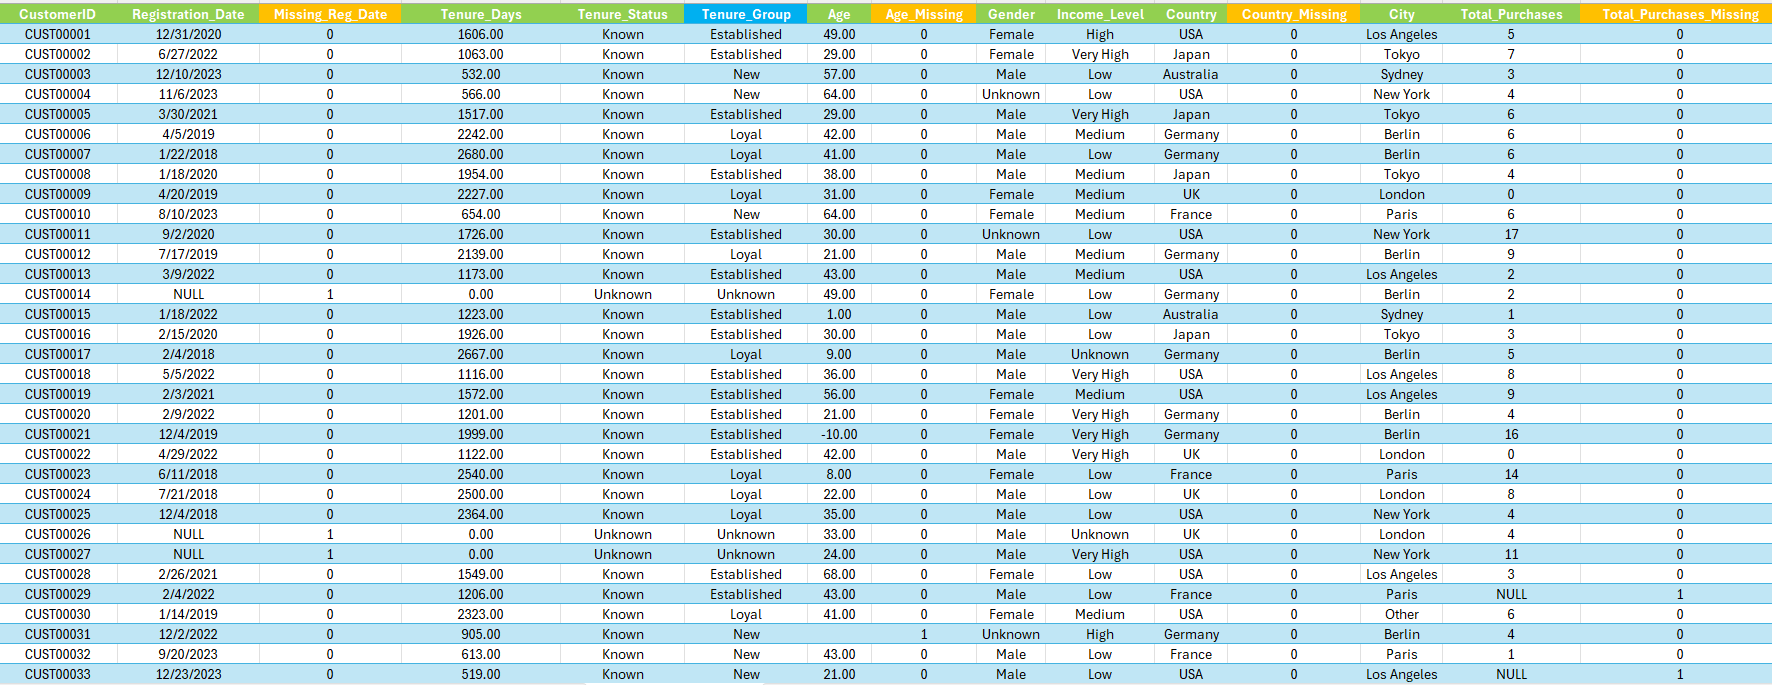 CustomerID Registration_Date Missing_Reg_Date Tenure_Days Tenure_Status Tenure_Group Age Age_Missing Gender Income_Level Country Country_Missing City Total_Purchases Total_Purchases_Missing
CUST00001 12/31/2020 0 1606.00 Known Established 49.00 0 Female High USA 0 Los Angeles 5 0
CUST00002 6/27/2022 0 1063.00 Known Established 29.00 0 Female Very High Japan 0 Tokyo 7 0
CUST00003 12/10/2023 0 532.00 Known New 57.00 0 Male Low Australia 0 Sydney 3 0
CUST00004 11/6/2023 0 566.00 Known New 64.00 0 Unknown Low USA 0 New York 4 0
CUST00005 3/30/2021 0 1517.00 Known Established 29.00 0 Male Very High Japan 0 Tokyo 6 0
CUST00006 4/5/2019 0 2242.00 Known Loyal 42.00 0 Male Medium Germany 0 Berlin 6 0
CUST00007 1/22/2018 0 2680.00 Known Loyal 41.00 0 Male Low Germany 0 Berlin 6 0
CUST00008 1/18/2020 0 1954.00 Known Established 38.00 0 Male Medium Japan 0 Tokyo 4 0
CUST00009 4/20/2019 0 2227.00 Known Loyal 31.00 0 Female Medium UK 0 London 0 0
CUST00010 8/10/2023 0 654.00 Known New 64.00 0 Female Medium France 0 Paris 6 0
CUST00011 9/2/2020 0 1726.00 Known Established 30.00 0 Unknown Low USA 0 New York 17 0
CUST00012 7/17/2019 0 2139.00 Known Loyal 21.00 0 Male Medium Germany 0 Berlin 9 0
CUST00013 3/9/2022 0 1173.00 Known Established 43.00 0 Male Medium USA 0 Los Angeles 2 0
CUST00014 NULL 1 0.00 Unknown Unknown 49.00 0 Female Low Germany 0 Berlin 2 0
CUST00015 1/18/2022 0 1223.00 Known Established 1.00 0 Male Low Australia 0 Sydney 1 0
CUST00016 2/15/2020 0 1926.00 Known Established 30.00 0 Male Low Japan 0 Tokyo 3 0
CUST00017 2/4/2018 0 2667.00 Known Loyal 9.00 0 Male Unknown Germany 0 Berlin 5 0
CUST00018 5/5/2022 0 1116.00 Known Established 36.00 0 Male Very High USA 0 Los Angeles 8 0
CUST00019 2/3/2021 0 1572.00 Known Established 56.00 0 Female Medium USA 0 Los Angeles 9 0
CUST00020 2/9/2022 0 1201.00 Known Established 21.00 0 Female Very High Germany 0 Berlin 4 0
CUST00021 12/4/2019 0 1999.00 Known Established -10.00 0 Female Very High Germany 0 Berlin 16 0
CUST00022 4/29/2022 0 1122.00 Known Established 42.00 0 Male Very High UK 0 London 0 0
CUST00023 6/11/2018 0 2540.00 Known Loyal 8.00 0 Female Low France 0 Paris 14 0
CUST00024 7/21/2018 0 2500.00 Known Loyal 22.00 0 Male Low UK 0 London 8 0
CUST00025 12/4/2018 0 2364.00 Known Loyal 35.00 0 Male Low USA 0 New York 4 0
CUST00026 NULL 1 0.00 Unknown Unknown 33.00 0 Male Unknown UK 0 London 4 0
CUST00027 NULL 1 0.00 Unknown Unknown 24.00 0 Male Very High USA 0 New York 11 0
CUST00028 2/26/2021 0 1549.00 Known Established 68.00 0 Female Low USA 0 Los Angeles 3 0
CUST00029 2/4/2022 0 1206.00 Known Established 43.00 0 Male Low France 0 Paris NULL 1
CUST00030 1/14/2019 0 2323.00 Known Loyal 41.00 0 Female Medium USA 0 Other 6 0
CUST00031 12/2/2022 0 905.00 Known New 1 Unknown High Germany 0 Berlin 4 0
CUST00032 9/20/2023 0 613.00 Known New 43.00 0 Male Low France 0 Paris 1 0
CUST00033 12/23/2023 0 519.00 Known New 21.00 0 Male Low USA 0 Los Angeles NULL 1